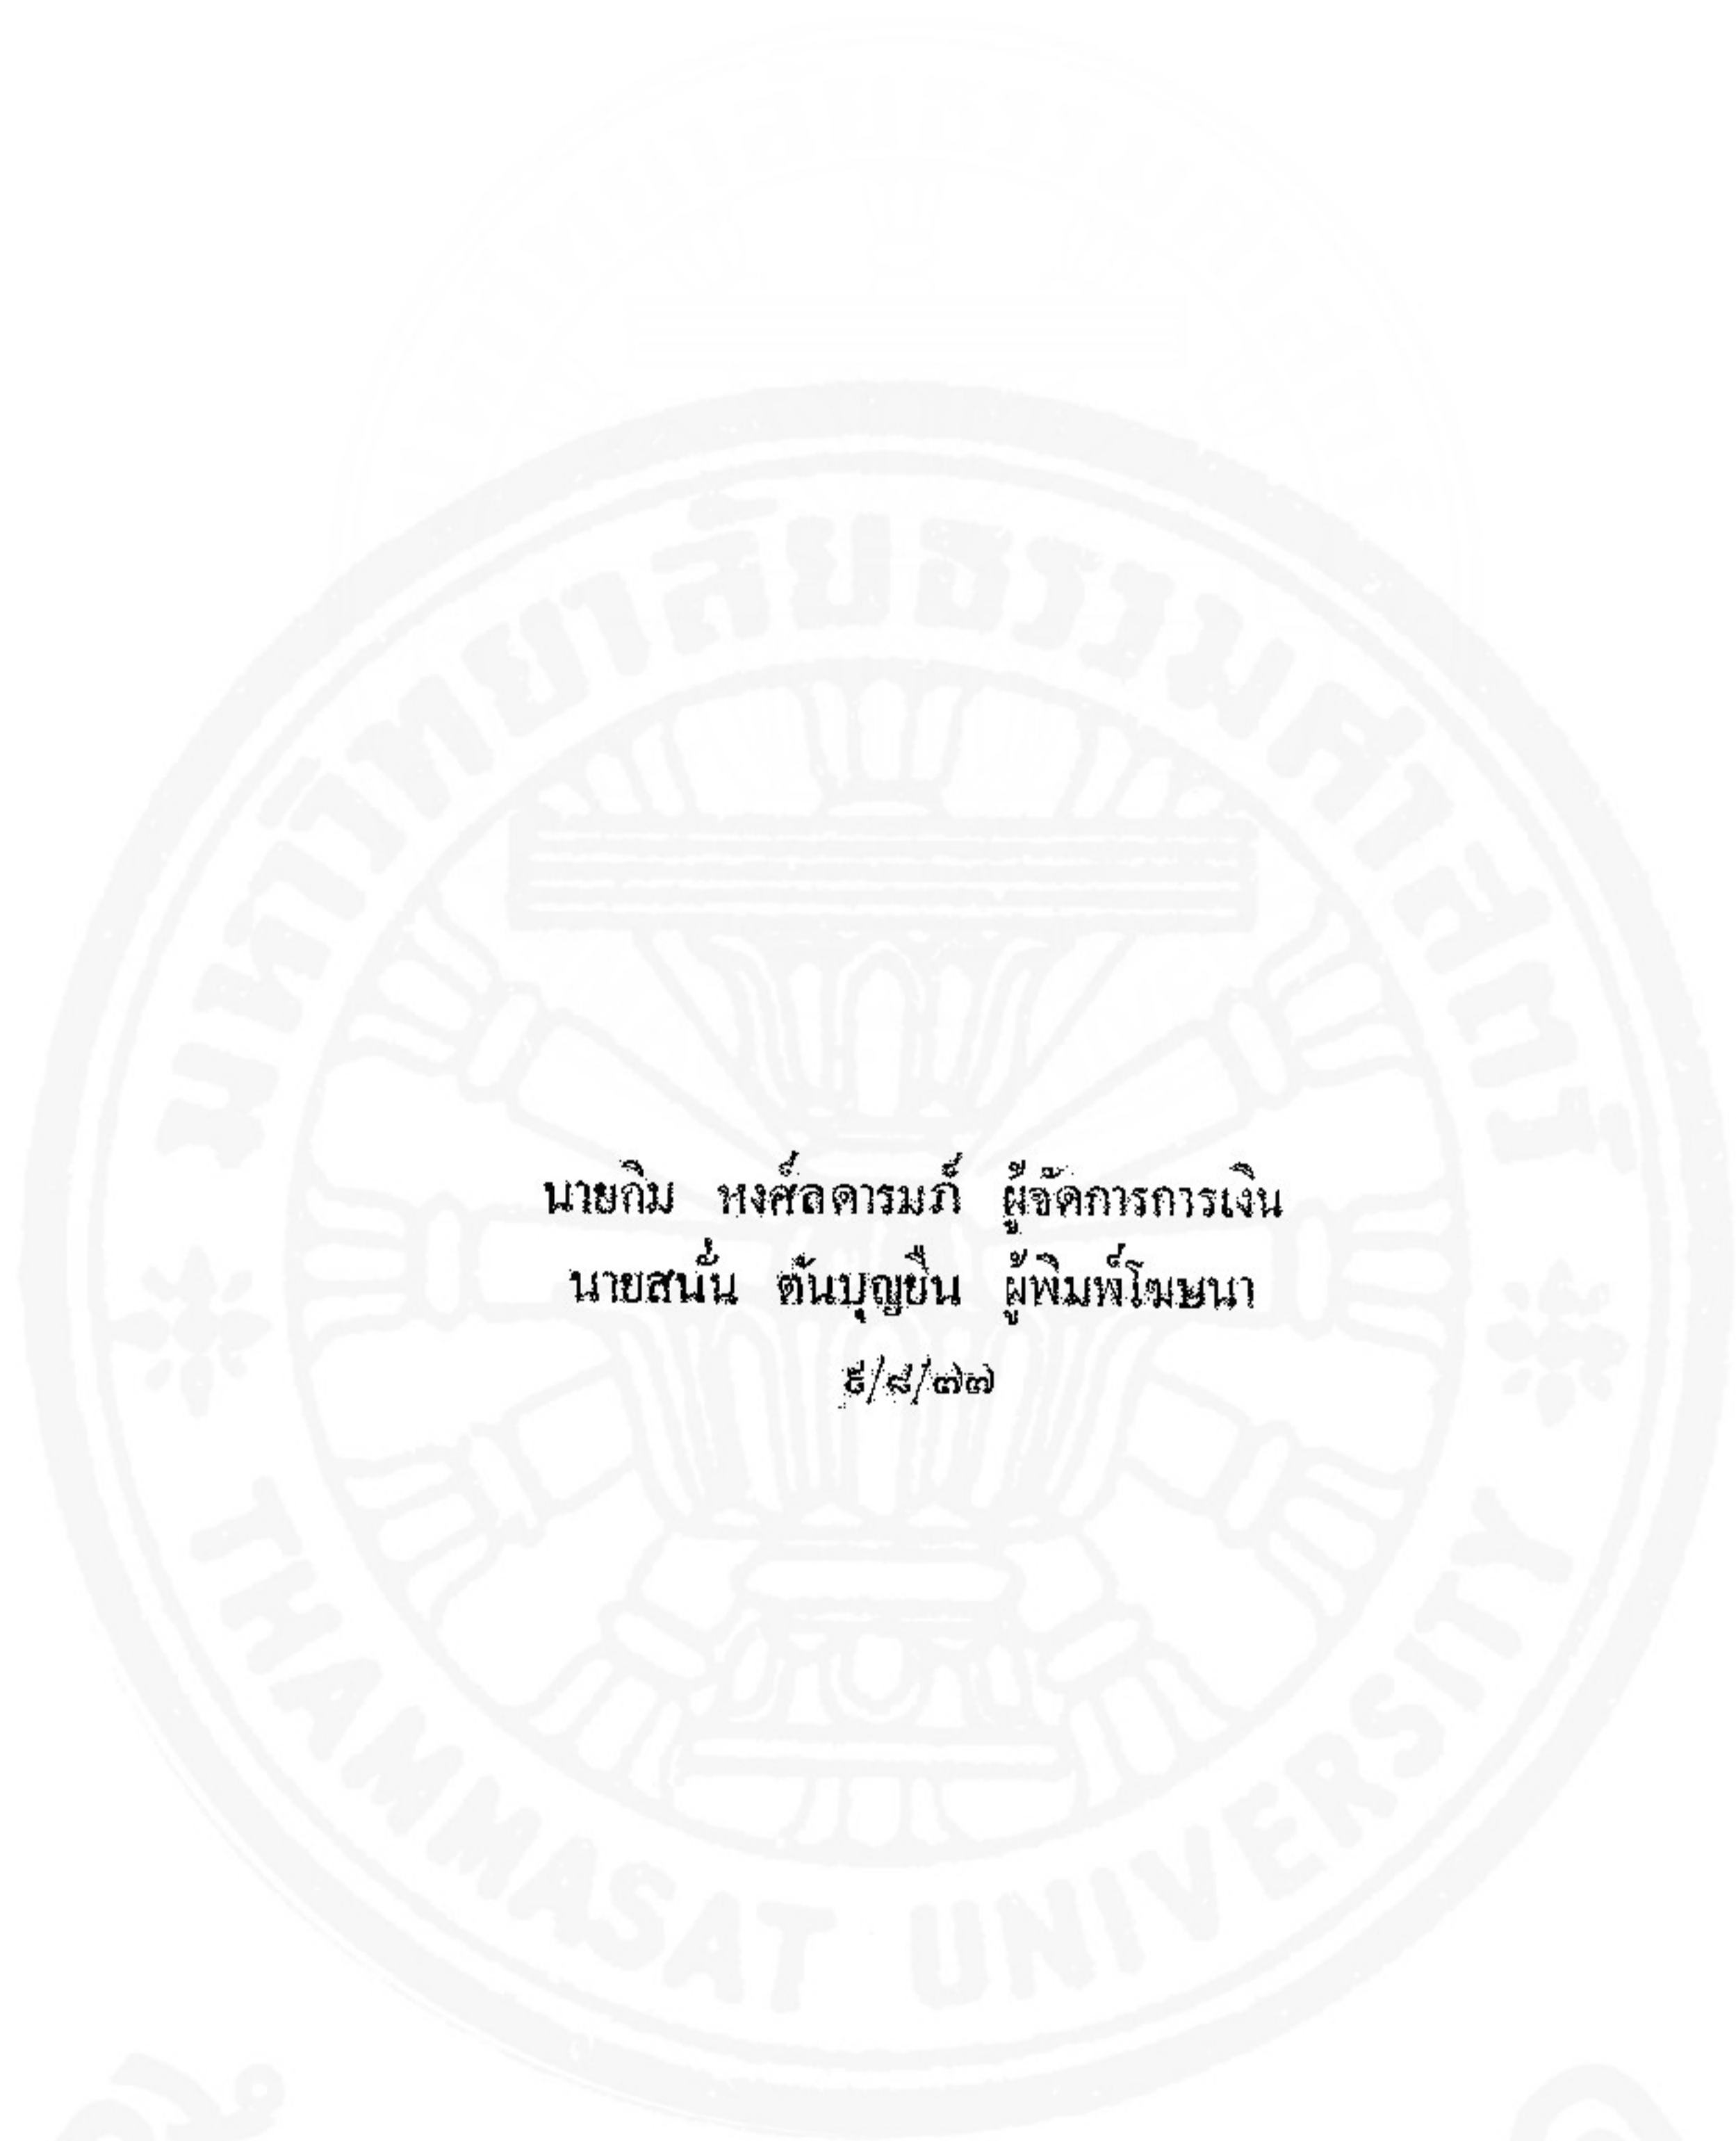 มหาวิทยาลัยธรรมศาสตร์
นายกิม หงศ์ลดารมภ์ ผู้จัดการการเงิน
นายสนั่น ตันบุญยืน ผู้พิมพ์โฆษนา
๕/๘/๗๗
THAMMASAT UNIVERSITY